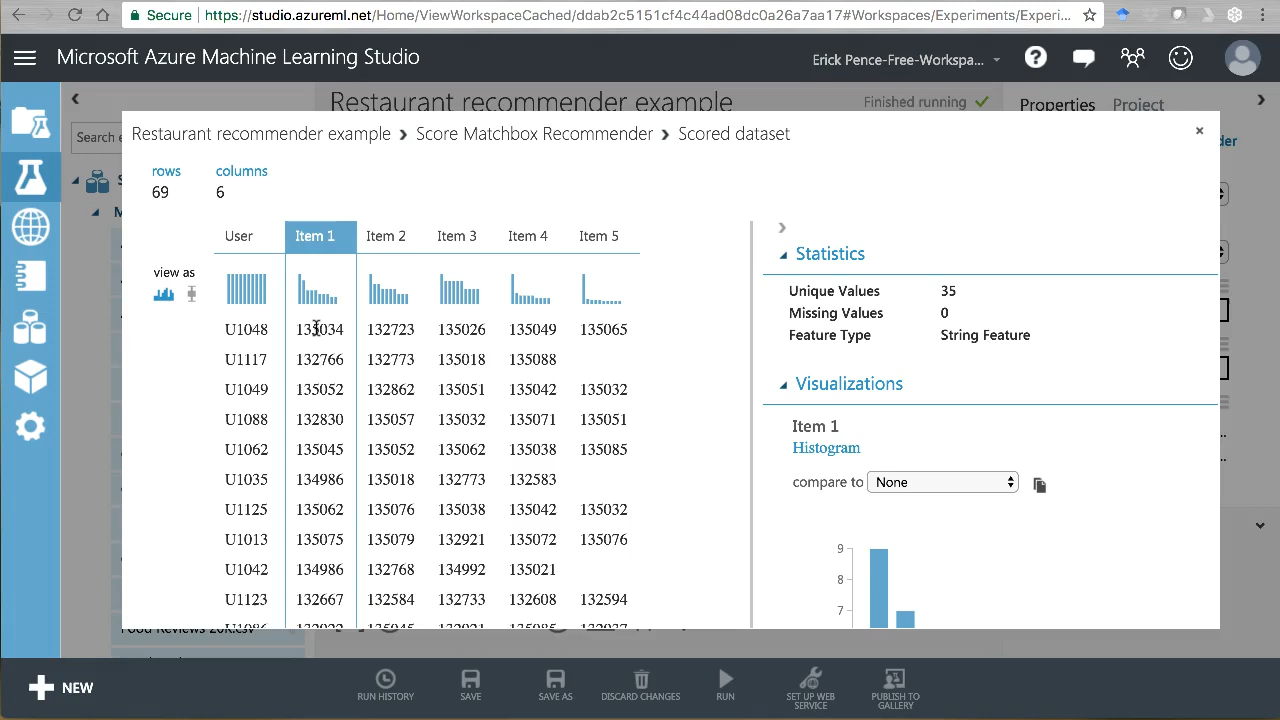 Secure https://studio.azureml.net/Home/ViewWorkspaceCached/ddab2c5151cf4c44ad08dc0a26a7aa17#Workspaces/Experiments/Experi...
Microsoft Azure Machine Learning Studio
Erick Pence-Free-Workspa...
Restaurant recommender example
Finished running
Properties Project
Search e
Restaurant recommender example › Score Matchbox Recommender › Scored dataset
der
rows columns
69 6
User Item 1 Item 2 Item 3 Item 4 Item 5
view as
U1048 135034 132723 135026 135049 135065
U1117 132766 132773 135018 135088
U1049 135052 132862 135051 135042 135032
U1088 132830 135057 135032 135071 135051
U1062 135045 135052 135062 135038 135085
U1035 134986 135018 132773 132583
U1125 135062 135076 135038 135042 135032
U1013 135075 135079 132921 135072 135076
U1042 134986 132768 134992 135021
U1123 132667 132584 132733 132608 132594
Statistics
Unique Values 35
Missing Values 0
Feature Type String Feature
Visualizations
Item 1
Histogram
compare to None
9
8
7
NEW
RUN HISTORY
SAVE
SAVE AS
DISCARD CHANGES
RUN
SET UP WEB
SERVICE
PUBLISH TO
GALLERY